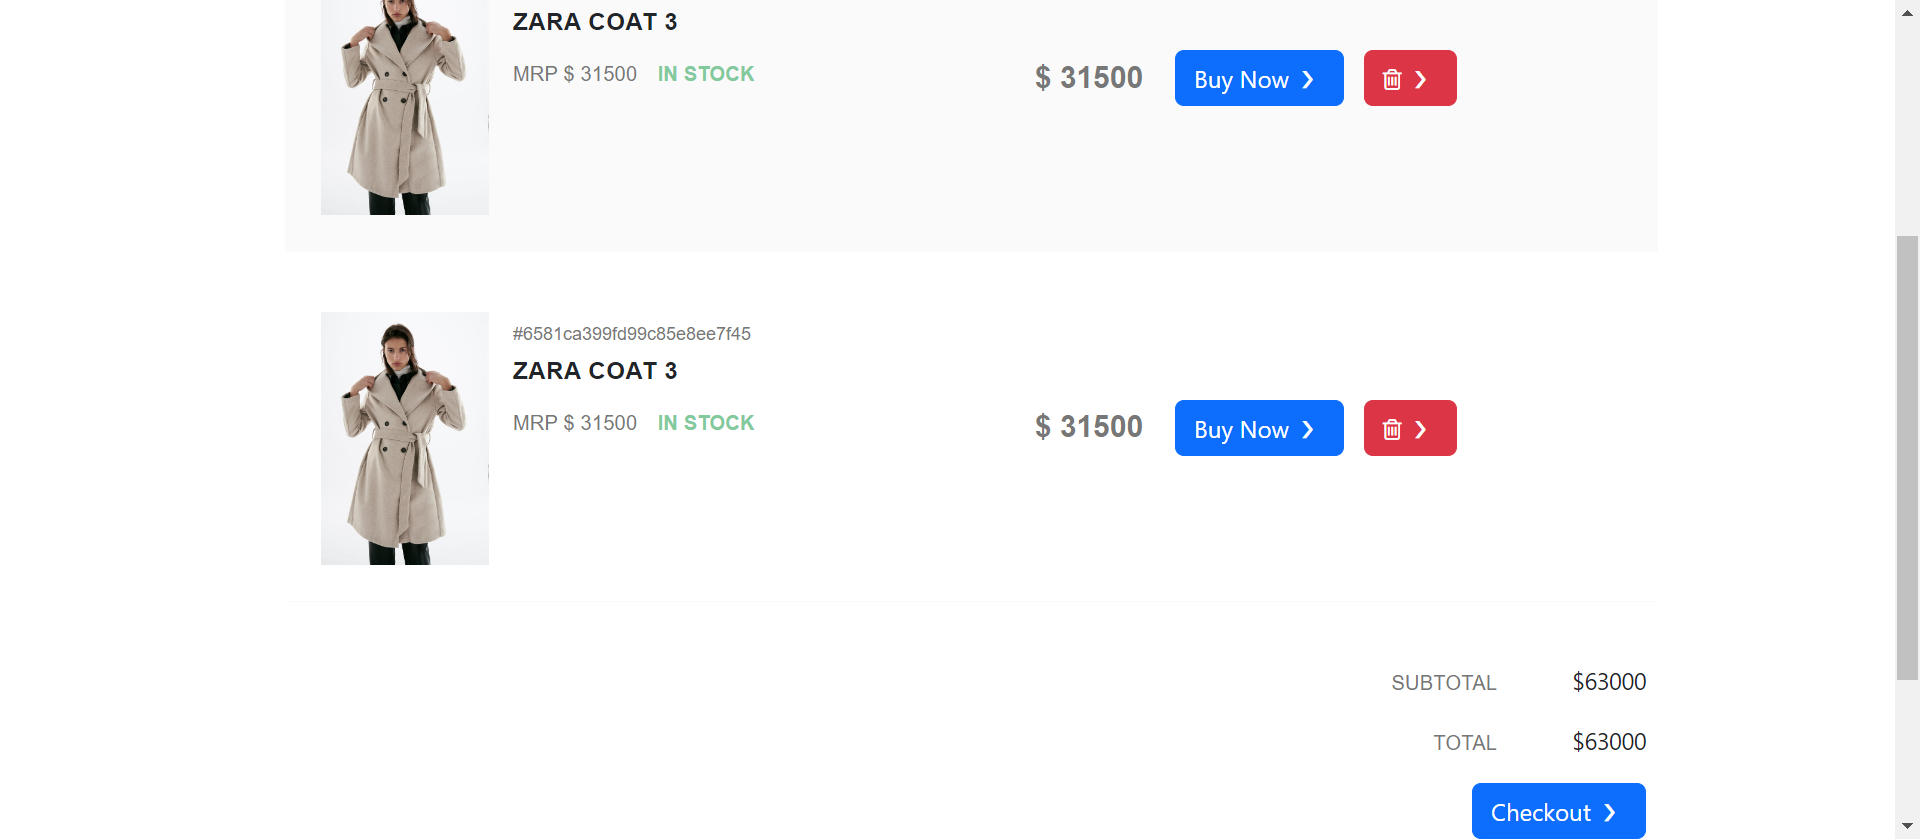 ZARA COAT 3
MRP $ 31500 IN STOCK
$ 31500 Buy Now ❯
❯
#6581ca399fd99c85e8ee7f45
ZARA COAT 3
MRP $ 31500 IN STOCK
$ 31500 Buy Now ❯
❯
SUBTOTAL $63000
TOTAL $63000
Checkout ❯